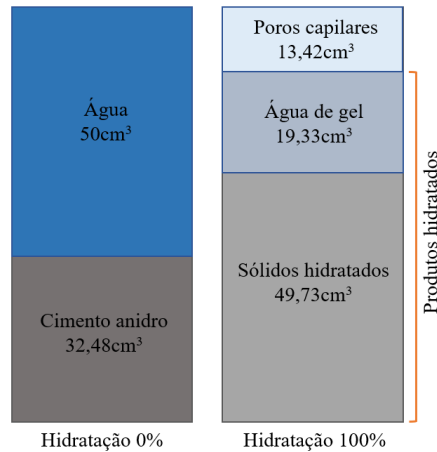 Água
50cm³
Cimento anidro
32,48cm³
Hidratação 0%
Poros capilares
13,42cm³
Água de gel
19,33cm³
Sólidos hidratados
49,73cm³
Hidratação 100%
Produtos hidratados